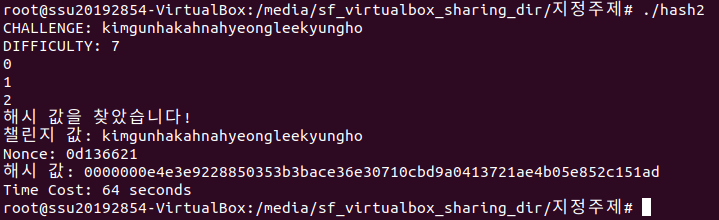 root@ssu20192854-VirtualBox:/media/sf_virtualbox_sharing_dir/지정주제# ./hash2
CHALLENGE: kimgunhakahnahyeongleekyungho
DIFFICULTY: 7
0
1
2
해시 값을 찾았습니다!
챌린지 값: kimgunhakahnahyeongleekyungho
Nonce: 0d136621
해시 값: 0000000e4e3e9228850353b3bace36e30710cbd9a0413721ae4b05e852c151ad
Time Cost: 64 seconds
root@ssu20192854-VirtualBox:/media/sf_virtualbox_sharing_dir/지정주제#